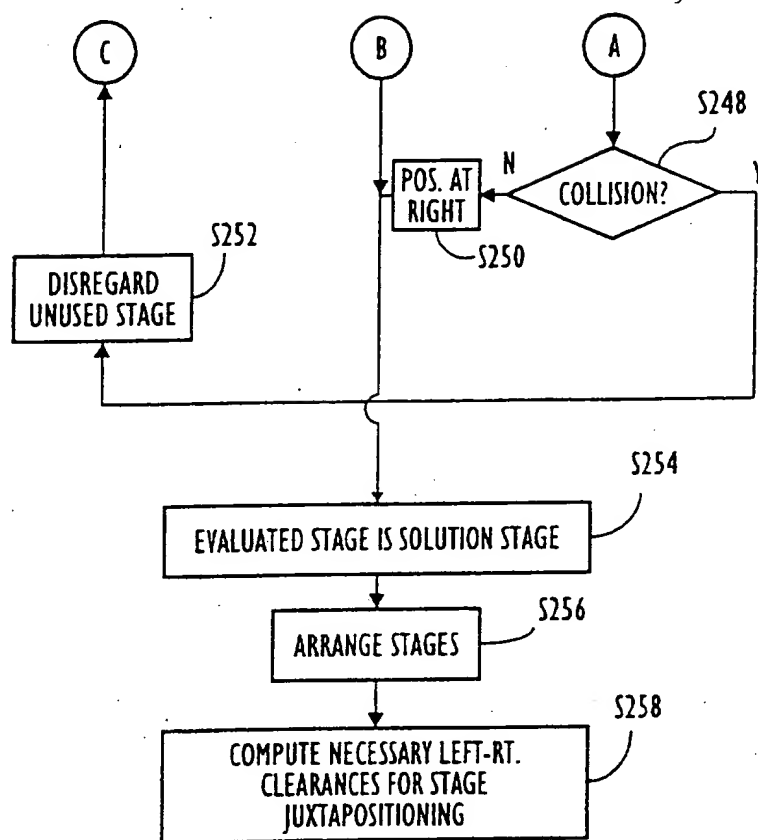 C
B
A
S248
N
Y
POS. AT
RIGHT
COLLISION?
S250
S252
DISREGARD
UNUSED STAGE
S254
EVALUATED STAGE IS SOLUTION STAGE
S256
ARRANGE STAGES
S258
COMPUTE NECESSARY LEFT-RT.
CLEARANCES FOR STAGE
JUXTAPOSITIONING